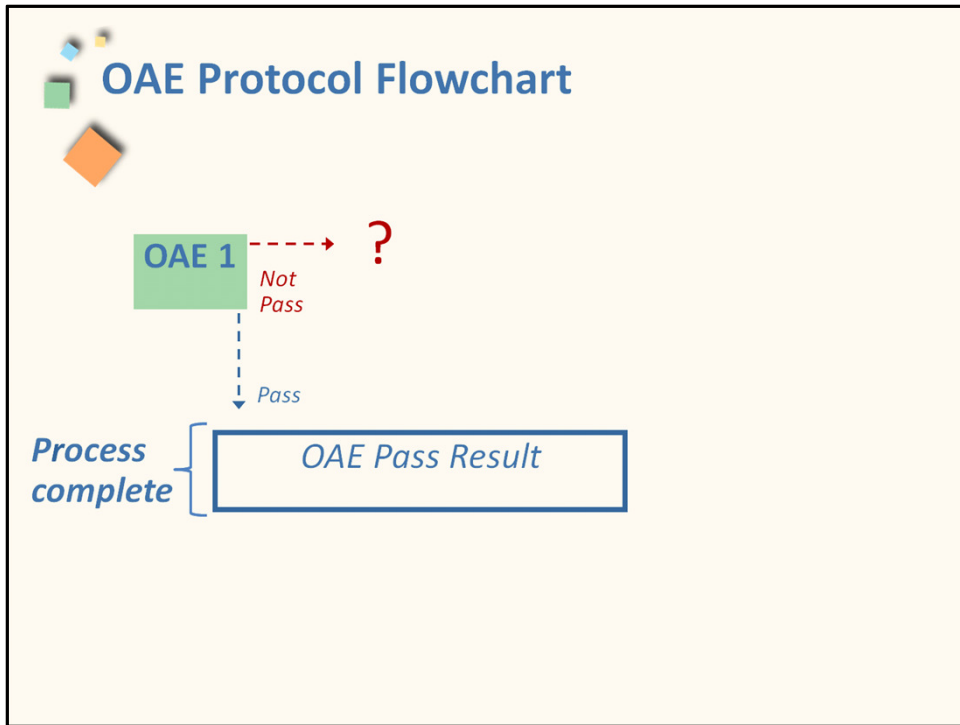 OAE Protocol Flowchart
OAE 1
?
Not
Pass
Pass
Process
complete
OAE Pass Result